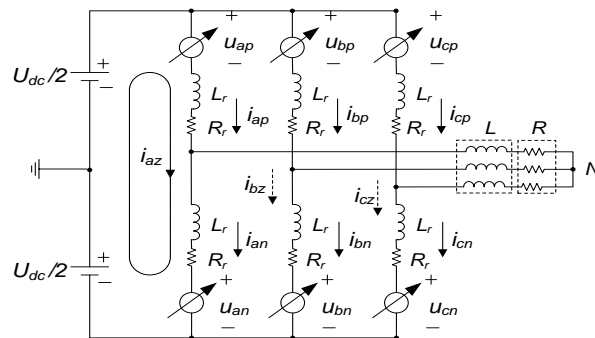 + + +
u_ap u_bp u_cp
− − −
U_dc/2 + −
L_r L_r L_r
i_ap i_bp i_cp
R_r R_r R_r
L R
i_az
i_bz i_cz
N
L_r L_r L_r
i_an i_bn i_cn
R_r R_r R_r
U_dc/2 + −
+ + +
u_an u_bn u_cn
− − −